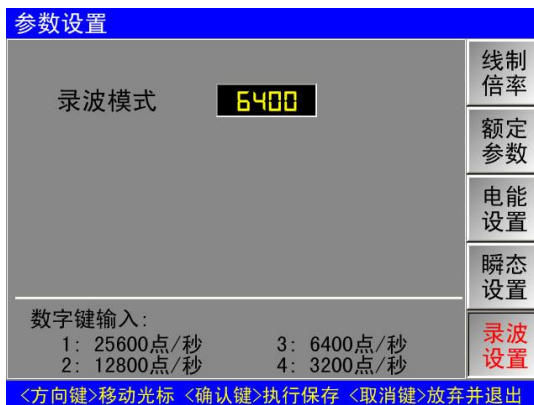 参数设置
录波模式 6400
线制
倍率
额定
参数
电能
设置
瞬态
设置
录波
设置
数字键输入:
1: 25600点/秒 3: 6400点/秒
2: 12800点/秒 4: 3200点/秒
<方向键>移动光标 <确认键>执行保存 <取消键>放弃并退出